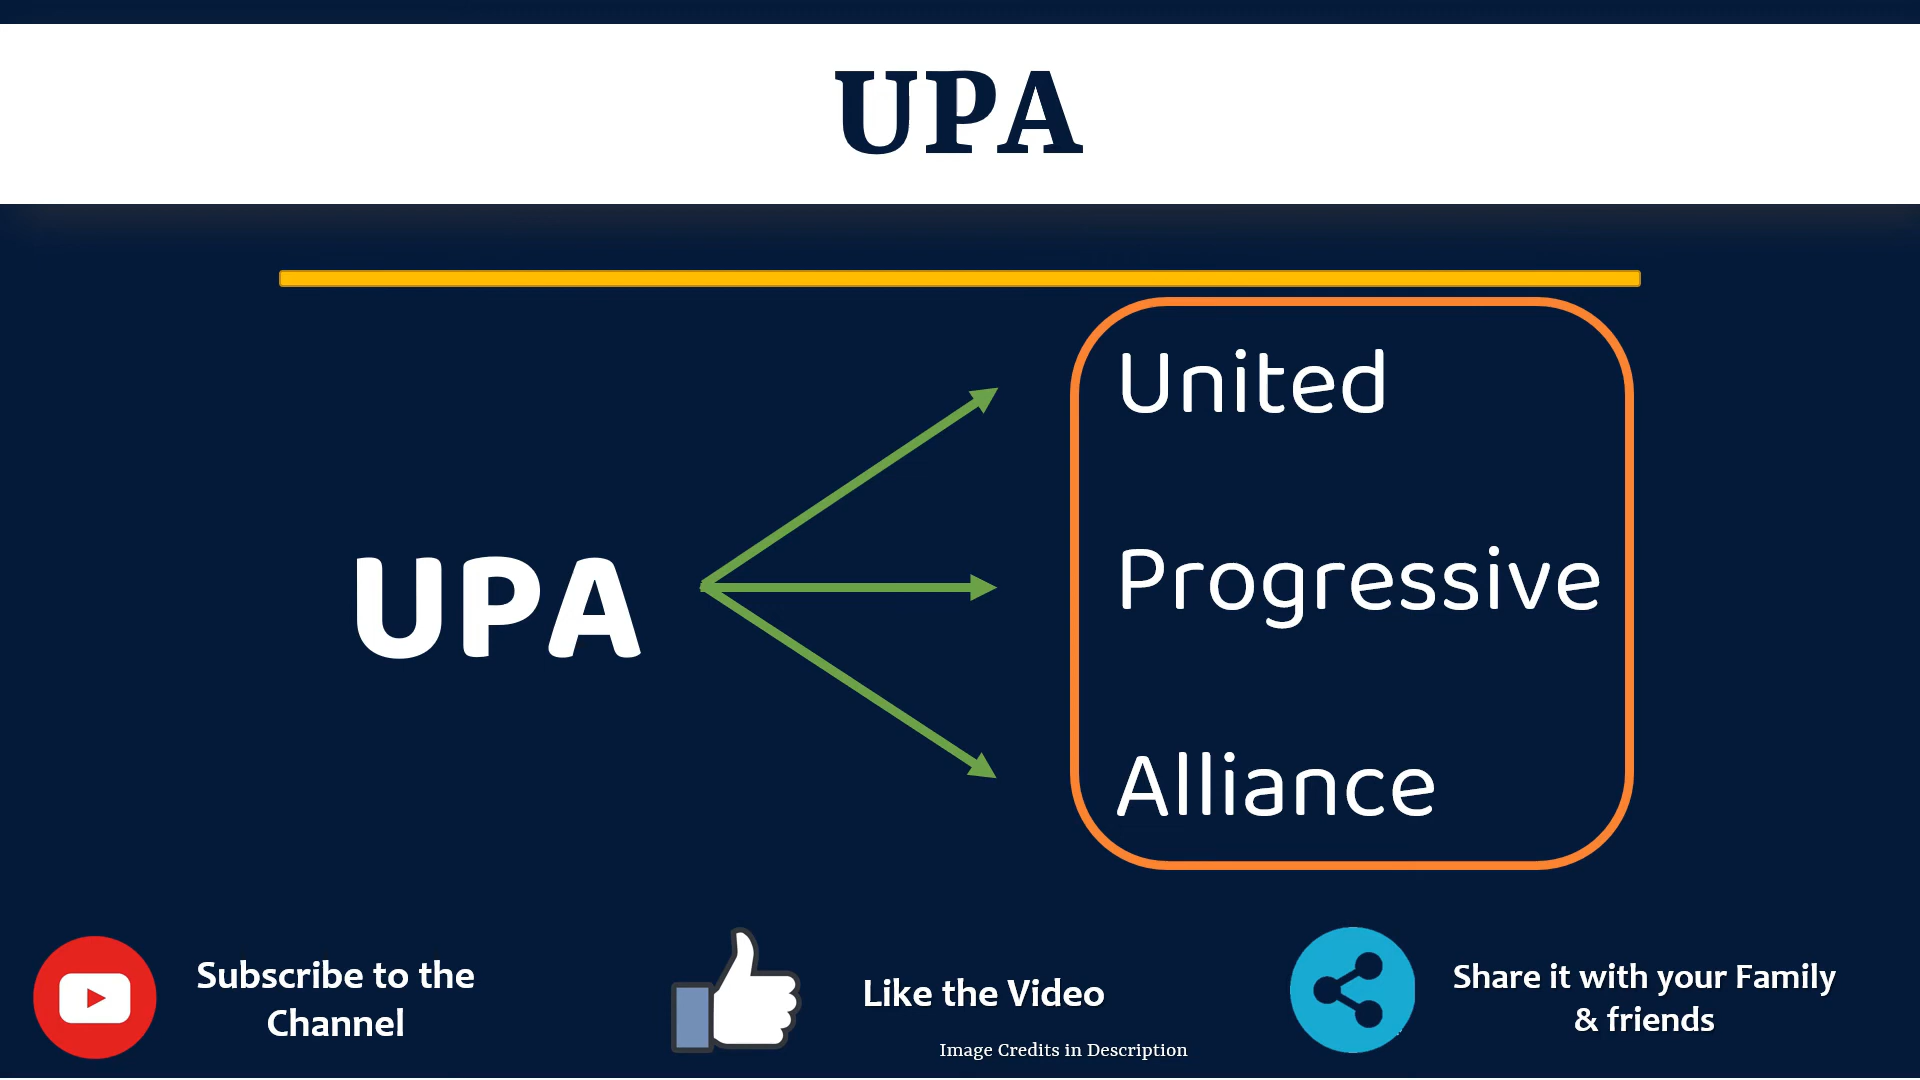 UPA
UPA
United
Progressive
Alliance
Subscribe to the
Channel
Like the Video
Share it with your Family
& friends
Image Credits in Description